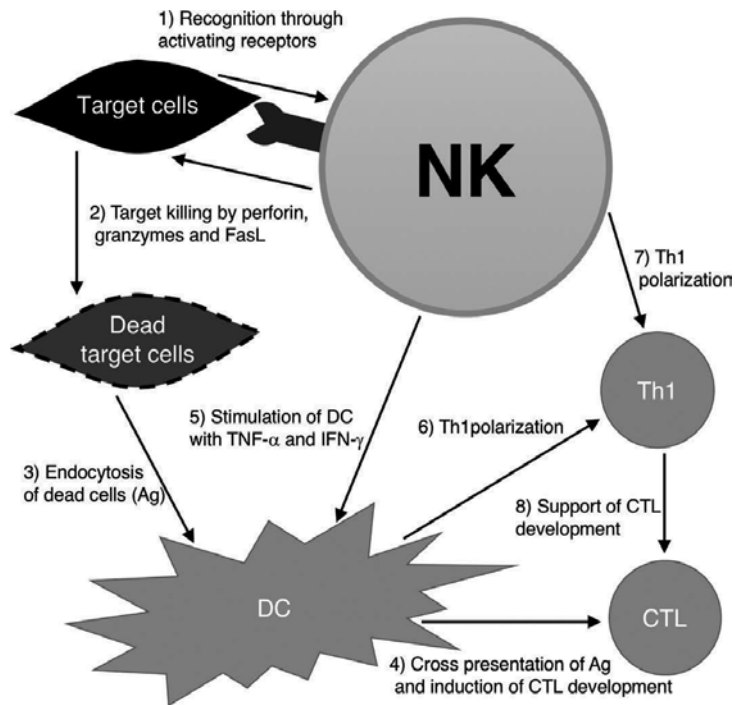 1) Recognition through
activating receptors
Target cells
NK
2) Target killing by perforin,
granzymes and FasL
7) Th1
polarization
Dead
target cells
Th1
5) Stimulation of DC
with TNF-α and IFN-γ
6) Th1polarization
3) Endocytosis
of dead cells (Ag)
8) Support of CTL
development
DC
CTL
4) Cross presentation of Ag
and induction of CTL development